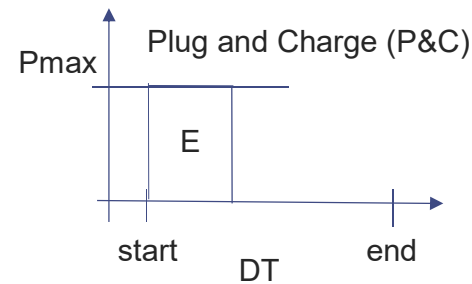 Plug and Charge (P&C)
Pmax
E
start
end
DT